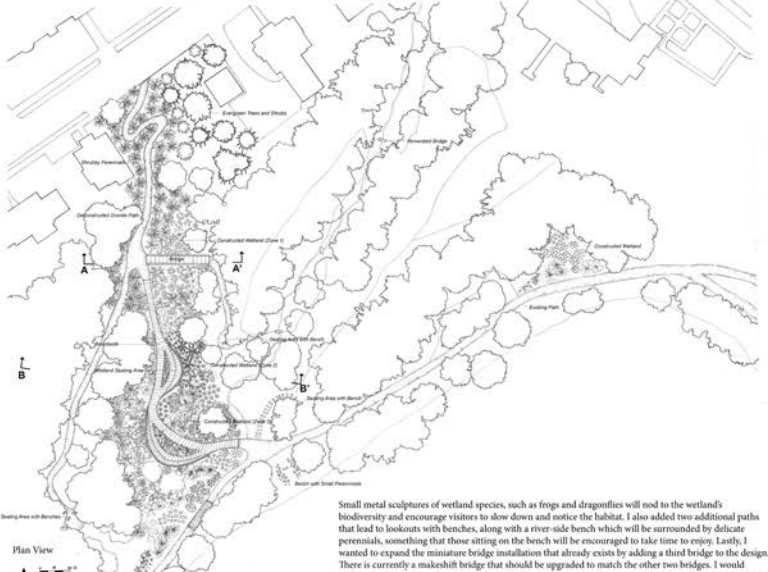 Evergreen Trees and Shrubs
Renovated Bridge
Shrubby Perennials
Decomposed Granite Path
Constructed Wetland (Zone 1)
Constructed Wetland
Bridge
A
A'
Existing Path
Boardwalk
Seating Area with Bench
Wetland Seating Area
Constructed Wetland (Zone 2)
B
B'
Seating Area with Bench
Constructed Wetland (Zone 3)
Bench with Small Perennials
Seating Area with Benches
Plan View
Small metal sculptures of wetland species, such as frogs and dragonflies will nod to the wetland's
biodiversity and encourage visitors to slow down and notice the habitat. I also added two additional paths
that lead to lookouts with benches, along with a river-side bench which will be surrounded by delicate
perennials, something that those sitting on the bench will be encouraged to take time to enjoy. Lastly, I
wanted to expand the miniature bridge installation that already exists by adding a third bridge to the design.
There is currently a makeshift bridge that should be upgraded to match the other two bridges. I would